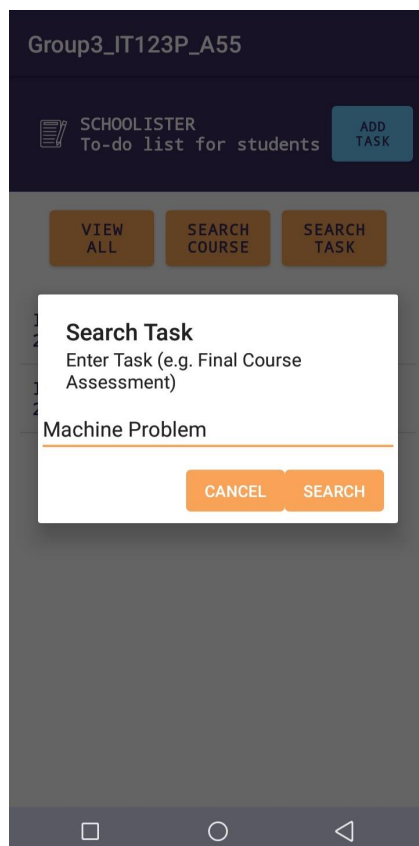 Group3_IT123P_A55
SCHOOLISTER
To-do list for students
ADD
TASK
VIEW
ALL
SEARCH
COURSE
SEARCH
TASK
Search Task
Enter Task (e.g. Final Course
Assessment)
Machine Problem
CANCEL SEARCH